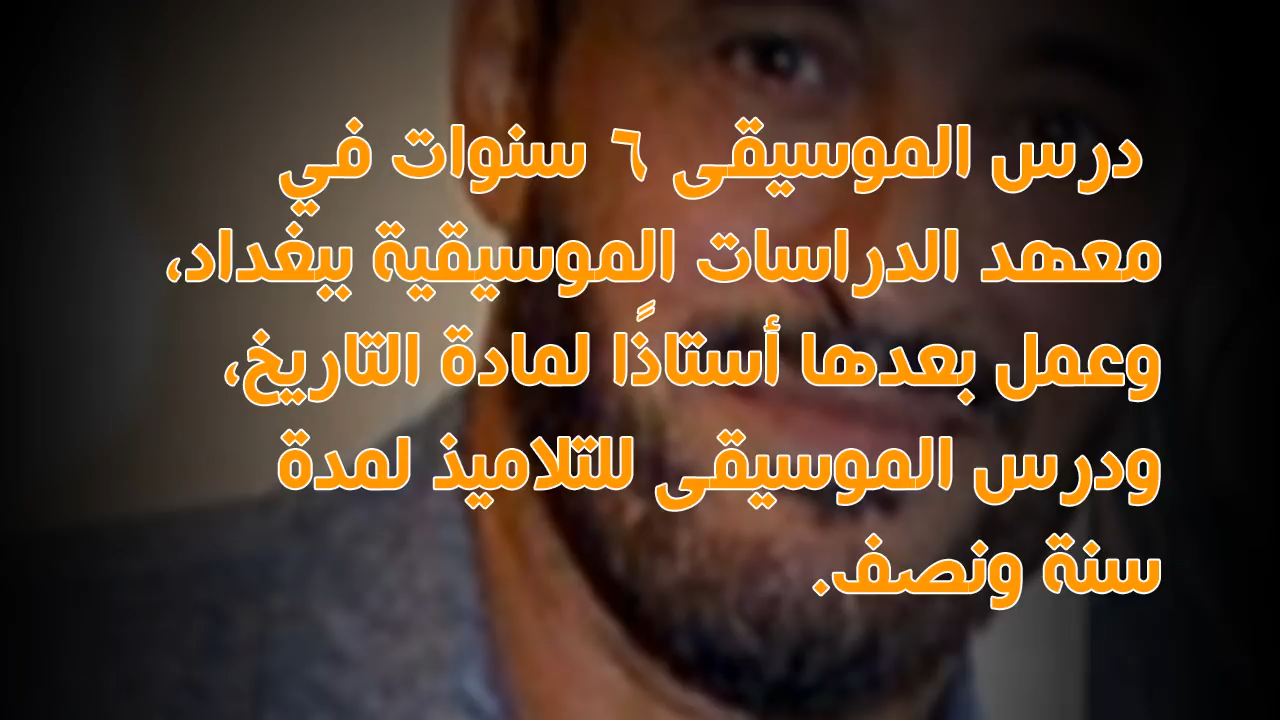 درس الموسيقى ٦ سنوات في
معهد الدراسات الموسيقية ببغداد،
وعمل بعدها أستاذًا لمادة التاريخ،
ودرس الموسيقى للتلاميذ لمدة
سنة ونصف.